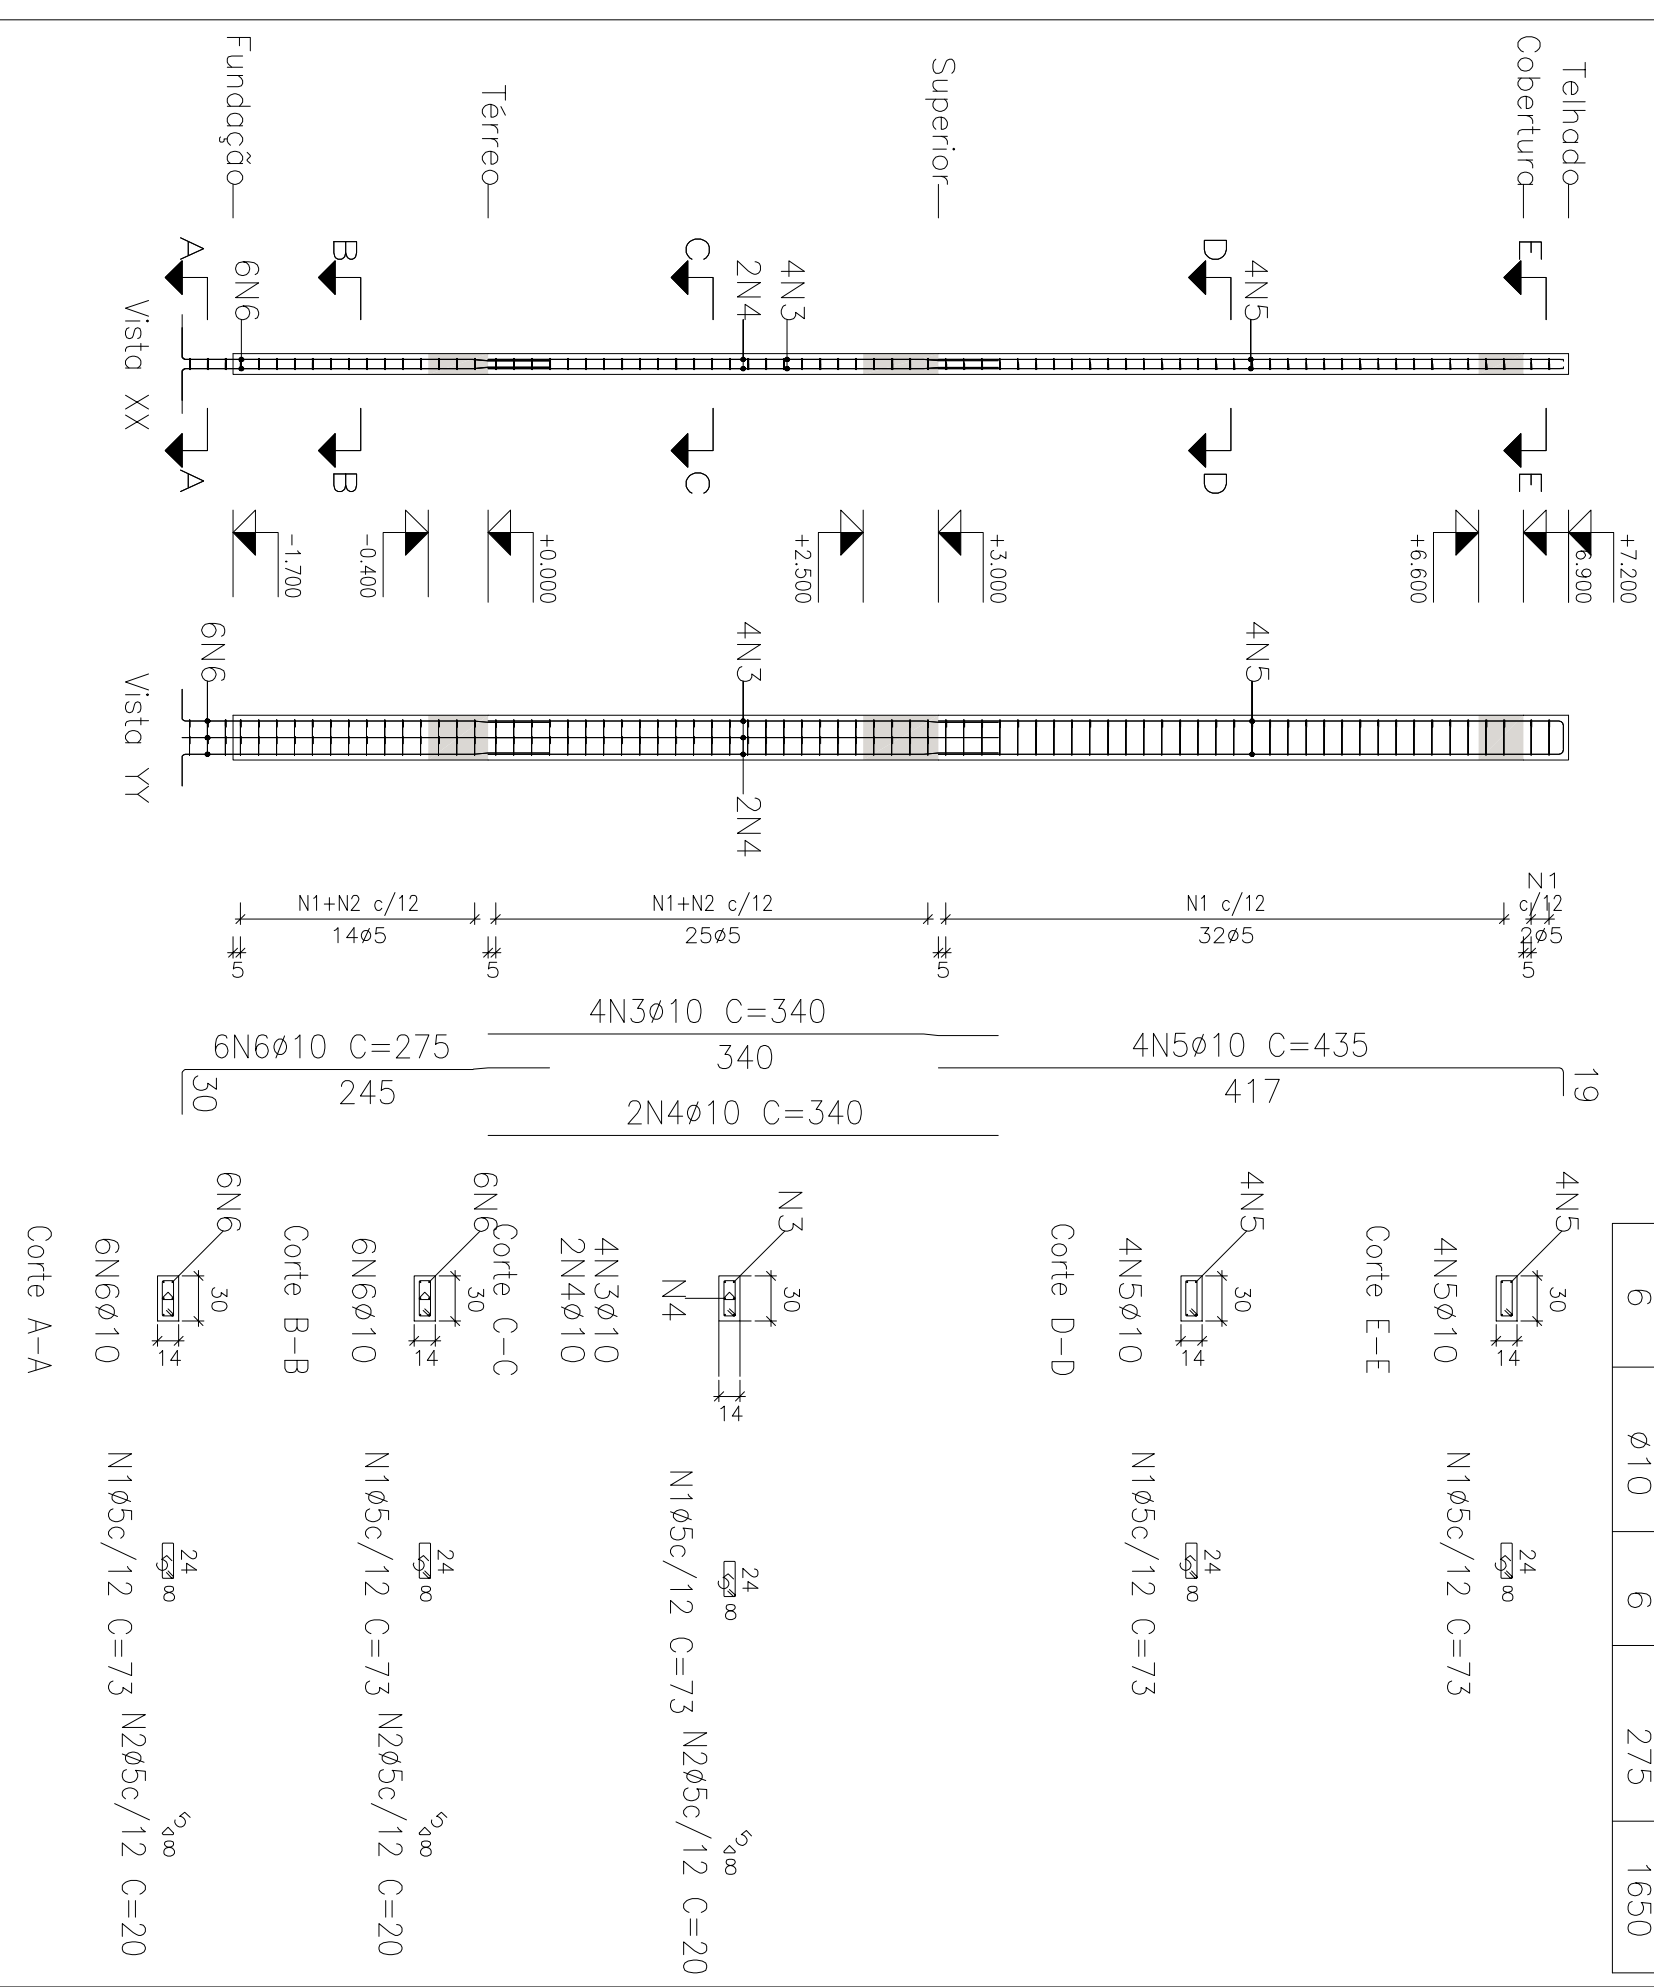 Fundação
Térreo
Superior
Cobertura
Telhado
A
B
C
D
E
6N6
2N4
4N3
4N5
Vista XX
A
B
C
D
E
-1.700
-0.400
+0.000
+2.500
+3.000
+6.600
6.900
+7.200
6N6
4N3
4N5
Vista YY
2N4
N1+N2 c/12
14ø5
5
N1+N2 c/12
25ø5
5
N1 c/12
32ø5
5
N1
c/12
2ø5
5
4N3ø10 C=340
340
6N6ø10 C=275
245
30
4N5ø10 C=435
417
19
2N4ø10 C=340
6N6
30
14
6N6ø10
Corte A-A
6N6
30
14
6N6ø10
Corte B-B
N3
N4
30
14
4N3ø10
2N4ø10
Corte C-C
4N5
30
14
4N5ø10
Corte D-D
4N5
30
14
4N5ø10
Corte E-E
24
8
N1ø5c/12 C=73
5
8
N2ø5c/12 C=20
24
8
N1ø5c/12 C=73
5
8
N2ø5c/12 C=20
24
8
N1ø5c/12 C=73
5
8
N2ø5c/12 C=20
24
8
N1ø5c/12 C=73
24
8
N1ø5c/12 C=73
6 ø10 6 275 1650